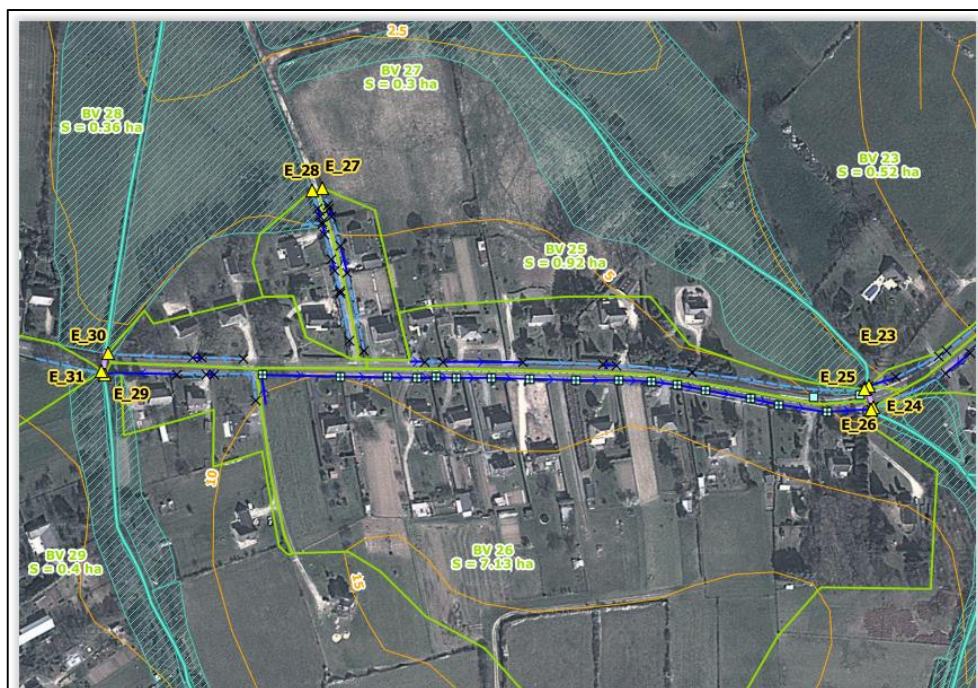 2.5
BV 27
S = 0.3 ha
BV 28
S = 0.36 ha
BV 23
S = 0.52 ha
E_28
E_27
BV 25
S = 0.92 ha
5
E_30
E_23
E_31
E_29
E_25
E_24
E_26
10
BV 26
S = 7.13 ha
BV 29
S = 0.4 ha
15